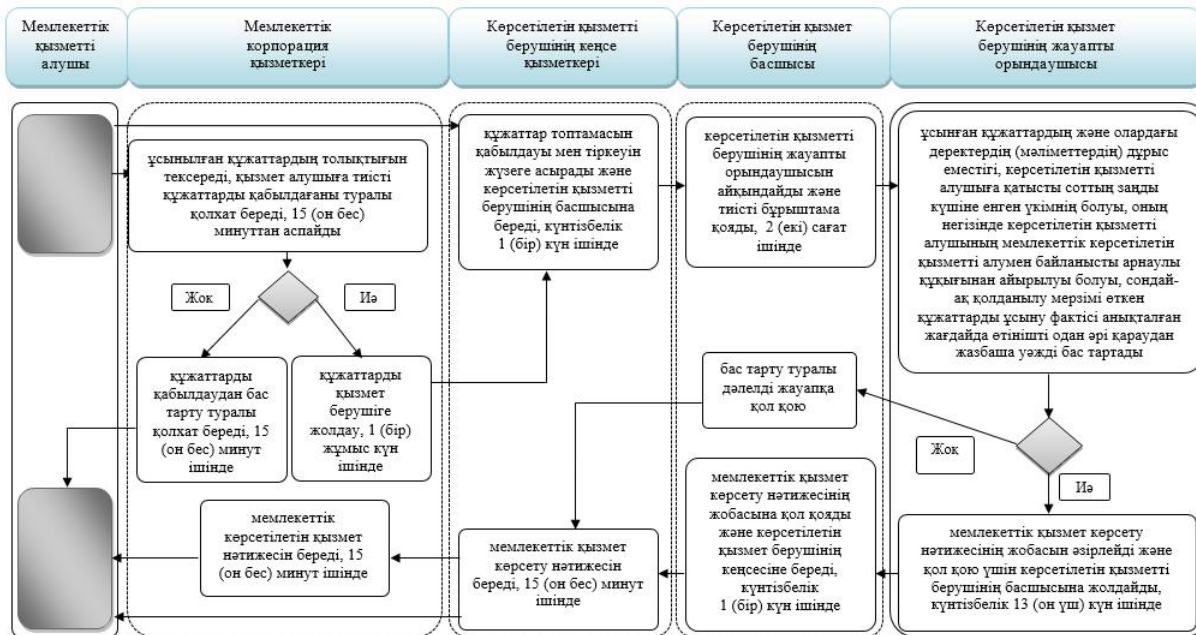 Мемлекеттік
қызметті
алушы
Мемлекеттік
корпорация
қызметкері
Көрсетілетін қызметті
берушінің кеңсе
қызметкері
Көрсетілетін қызмет
берушінің
басшысы
Көрсетілетін қызмет
берушінің жауапты
орындаушысы
ұсынылған құжаттардың толықтығын
тексереді, қызмет алушыға тиісті
құжаттарды қабылдағаны туралы
қолхат береді, 15 (он бес)
минуттан аспайды
құжаттар топтамасын
қабылдауы мен тіркеуін
жүзеге асырады және
көрсетілетін қызметті
берушінің басшысына
береді, күнтізбелік
1 (бір) күн ішінде
көрсетілетін қызметті
берушінің жауапты
орындаушысын
айқындайды және
тиісті бұрыштама
қояды, 2 (екі) сағат
ішінде
ұсынған құжаттардың және олардағы
деректердің (мәліметтердің) дұрыс
еместігі, көрсетілетін қызметті
алушыға қатысты соттың заңды
күшіне енген үкімнің болуы, оның
негізінде көрсетілетін қызметті
алушының мемлекеттік көрсетілетін
қызметті алумен байланысты арнаулы
құқығынан айырылуы болуы, сондай-
ақ қолданылу мерзімі өткен
құжаттарды ұсыну фактісі анықталған
жағдайда өтінішті одан әрі қараудан
жазбаша уәжді бас тартады
Жоқ
Иә
құжаттарды
қабылдаудан бас
тарту туралы
қолхат береді, 15
(он бес) минут
ішінде
құжаттарды
қызмет
берушіге
жолдау, 1 (бір)
жұмыс күн
ішінде
бас тарту туралы
дәлелді жауапқа
қол қою
Жоқ
Иә
мемлекеттік
көрсетілетін қызмет
нәтижесін береді, 15
(он бес) минут ішінде
мемлекеттік қызмет
көрсету нәтижесін
береді, 15 (он бес) минут
ішінде
мемлекеттік қызмет
көрсету нәтижесінің
жобасына қол қояды
және көрсетілетін
қызмет берушінің
кеңсесіне береді,
күнтізбелік
1 (бір) күн ішінде
мемлекеттік қызмет көрсету
нәтижесінің жобасын әзірлейді және
қол қою үшін көрсетілетін қызметті
берушінің басшысына жолдайды,
күнтізбелік 13 (он үш) күн ішінде